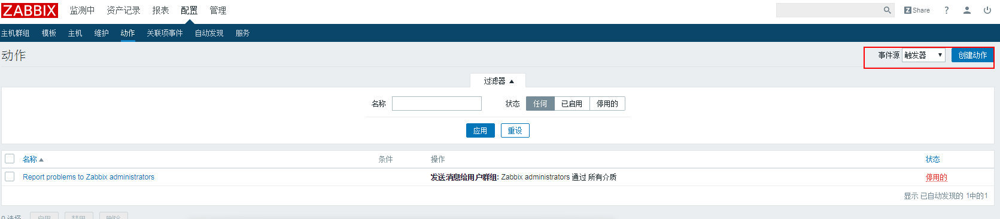 ZABBIX 监测中 资产记录 报表 配置 管理 Z Share ?
主机群组 模板 主机 维护 动作 关联项事件 自动发现 服务
动作 事件源 触发器 创建动作
过滤器
名称 状态 任何 已启用 停用的
应用 重设
名称 条件 操作 状态
Report problems to Zabbix administrators 发送消息给用户群组: Zabbix administrators 通过 所有介质 停用的
显示 已自动发现的 1中的1
0 选择 启用 禁用 删除